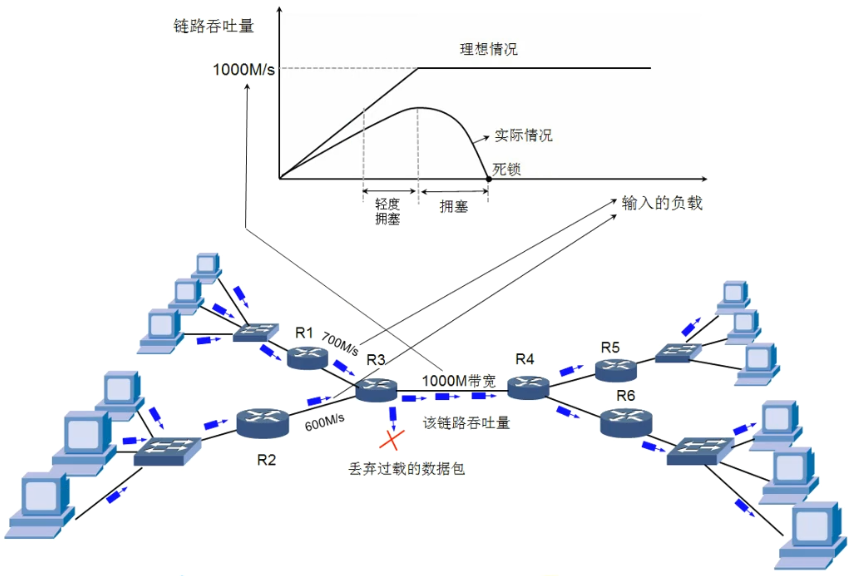 链路吞吐量
1000M/s
理想情况
实际情况
死锁
轻度
拥塞
拥塞
输入的负载
R1
700M/s
R3
1000M带宽
R4
R5
R6
600M/s
R2
该链路吞吐量
丢弃过载的数据包